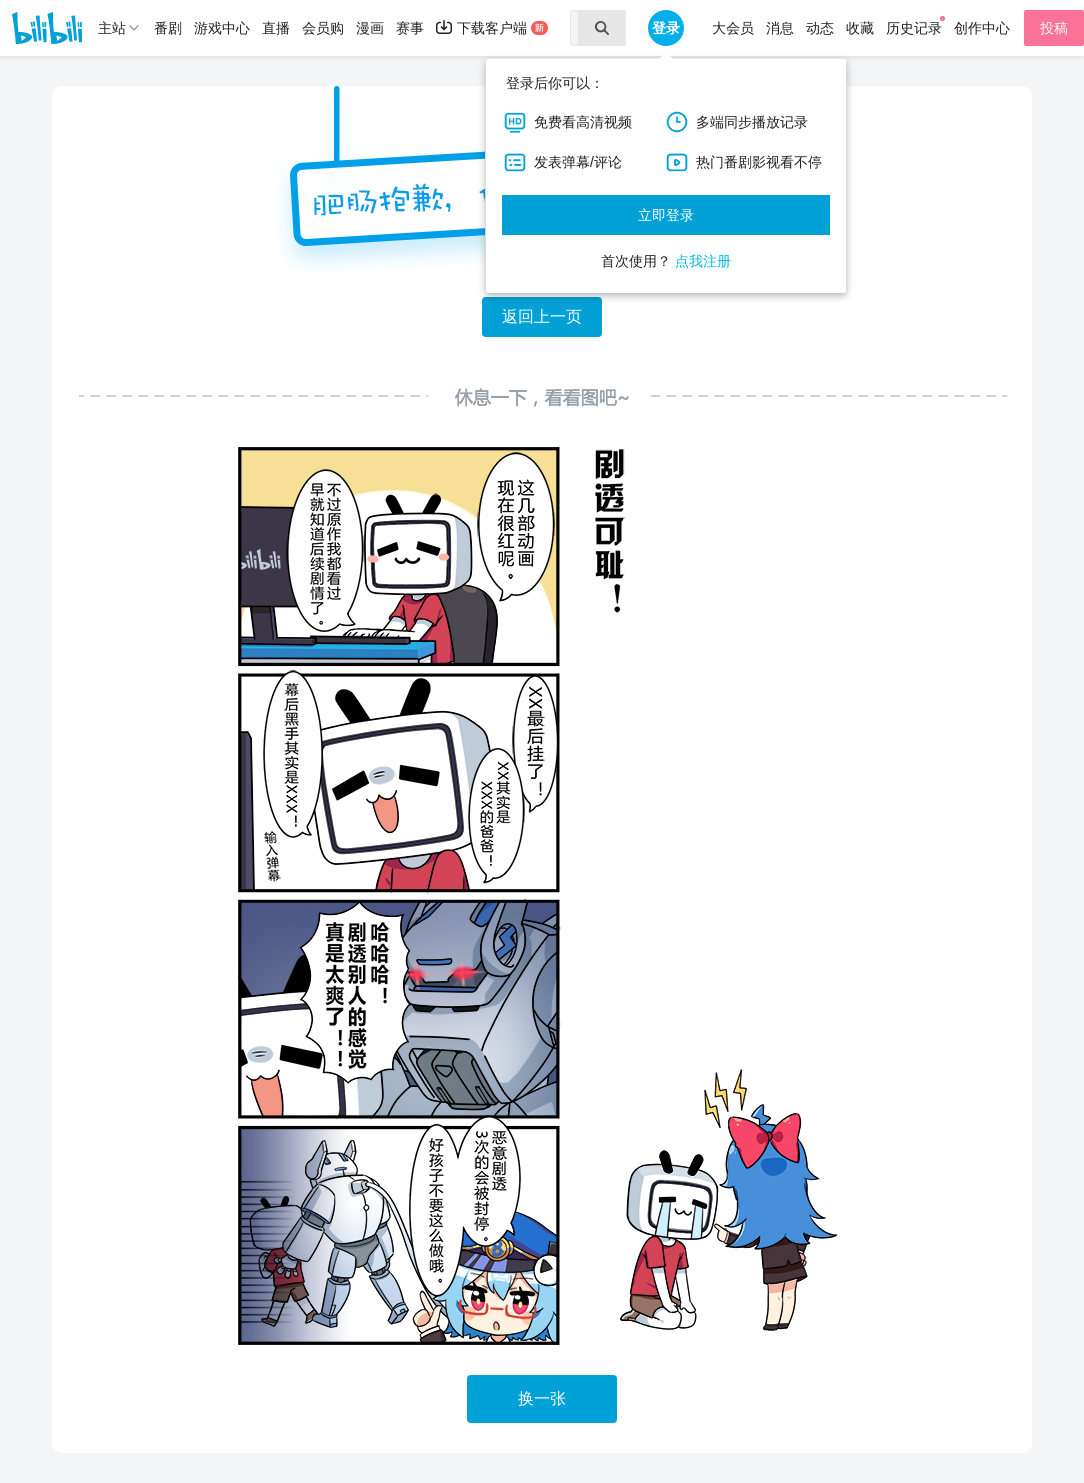 bilibili 主站 番剧 游戏中心 直播 会员购 漫画 赛事 下载客户端 新 登录 大会员 消息 动态 收藏 历史记录 创作中心 投稿
登录后你可以：
免费看高清视频
多端同步播放记录
发表弹幕/评论
热门番剧影视看不停
立即登录
首次使用？ 点我注册
肥肠抱歉，
返回上一页
休息一下，看看图吧~
剧透可耻！
这几部动画
现在很红呢。
不过原作我都看过
早就知道后续剧情了。
bilibili
XX最后挂了！
XX其实是
XXX的爸爸！
幕后黑手其实是XXX！
输入弹幕
哈哈哈！
剧透别人的感觉
真是太爽了！！
恶意剧透
3次的会被封停。
好孩子不要这么做哦。
B
换一张